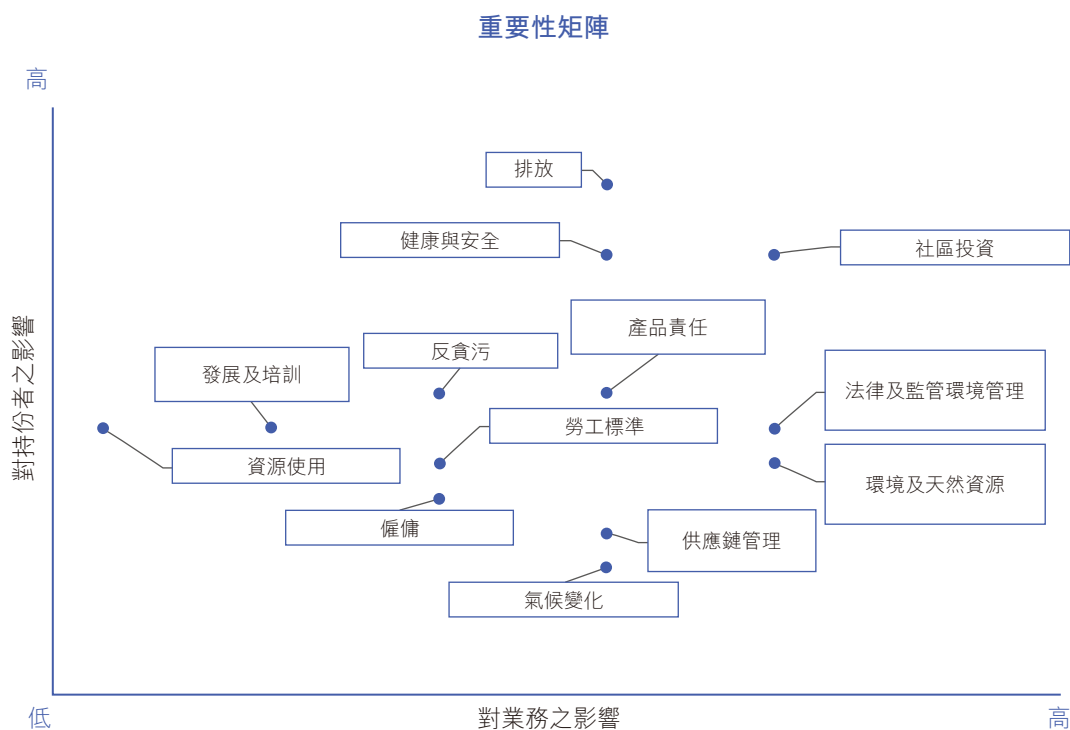 重要性矩陣
高
排放
健康與安全
社區投資
產品責任
反貪污
發展及培訓
法律及監管環境管理
對持份者之影響
勞工標準
資源使用
環境及天然資源
僱傭
供應鏈管理
氣候變化
低
對業務之影響
高